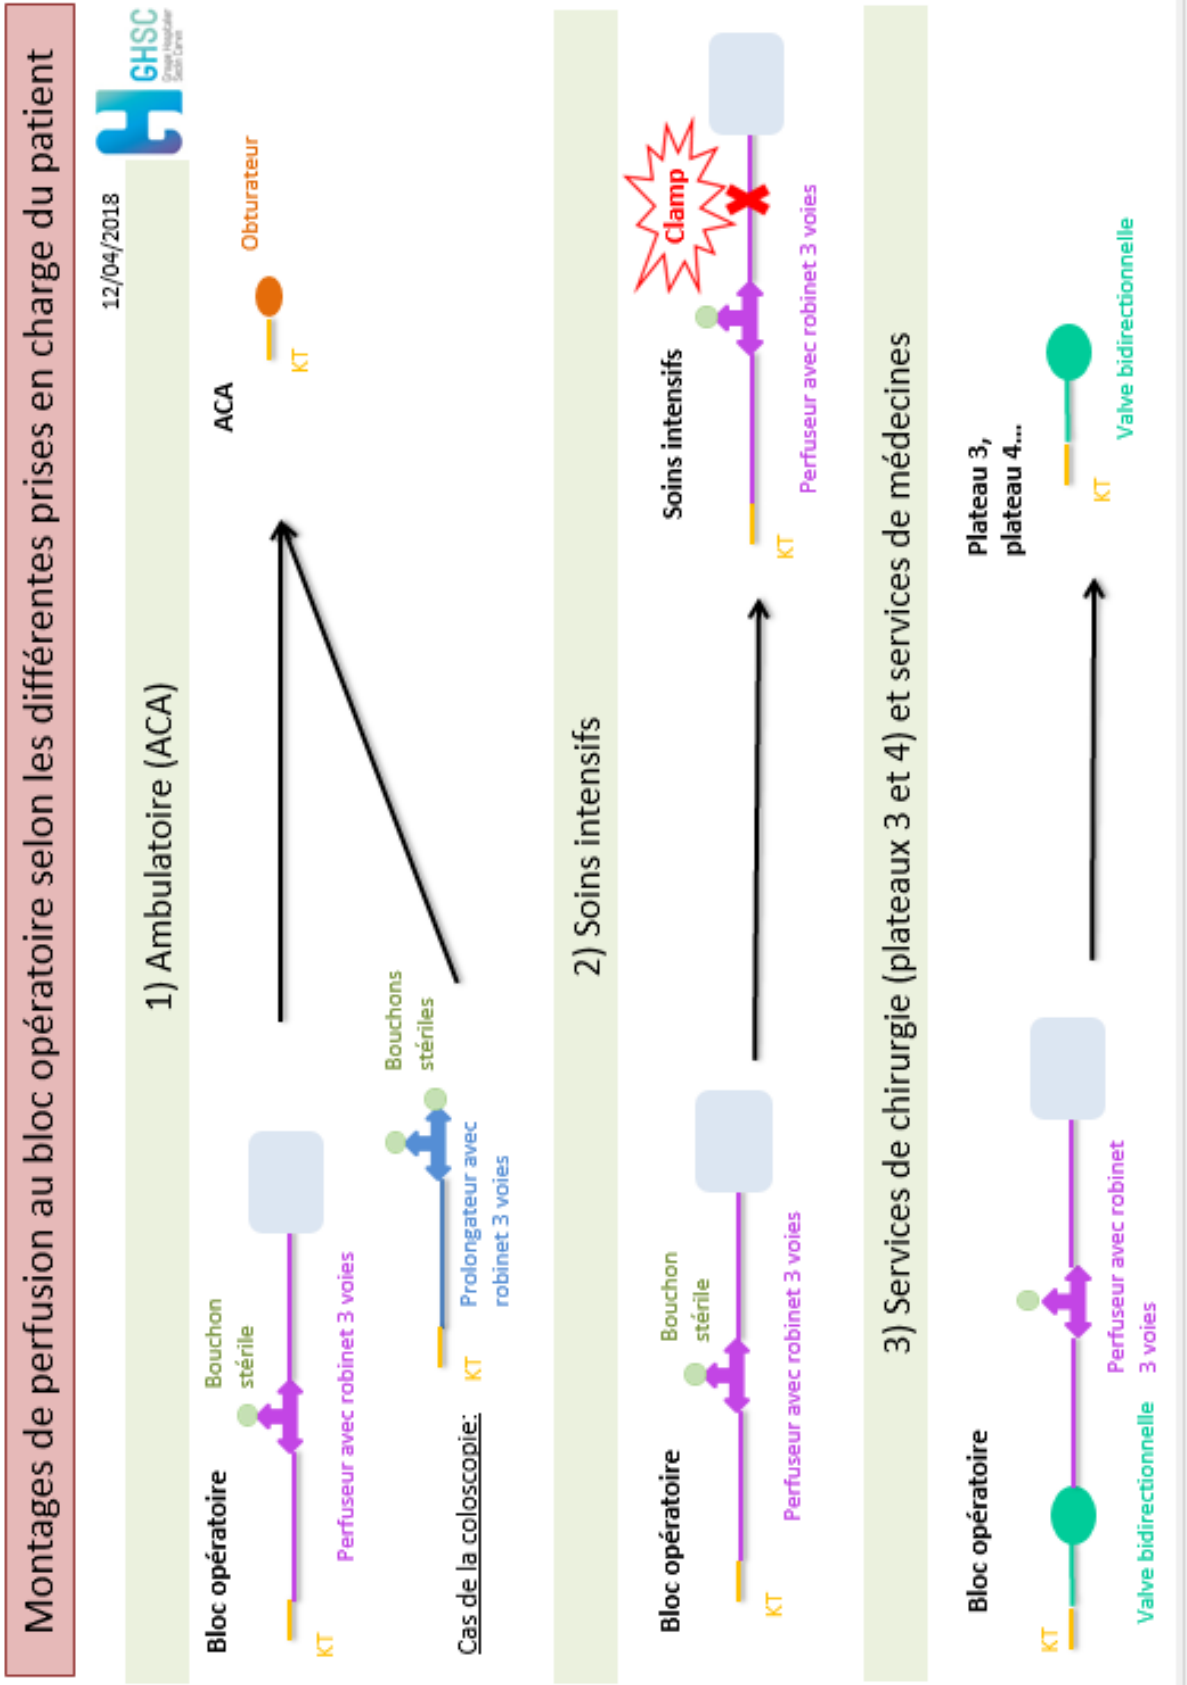 Montages de perfusion au bloc opératoire selon les différentes prises en charge du patient
GHSC
Groupe Hospitalier
Seclin Carvin
12/04/2018
1) Ambulatoire (ACA)
Bloc opératoire
Bouchon
stérile
KT
Perfuseur avec robinet 3 voies
ACA
Obturateur
KT
Cas de la coloscopie:
KT
Bouchons
stériles
Prolongateur avec
robinet 3 voies
2) Soins intensifs
Bloc opératoire
Bouchon
stérile
KT
Perfuseur avec robinet 3 voies
Soins intensifs
Clamp
KT
Perfuseur avec robinet 3 voies
3) Services de chirurgie (plateaux 3 et 4) et services de médecines
Bloc opératoire
KT
Valve bidirectionnelle
Perfuseur avec robinet
3 voies
Plateau 3,
plateau 4...
KT
Valve bidirectionnelle